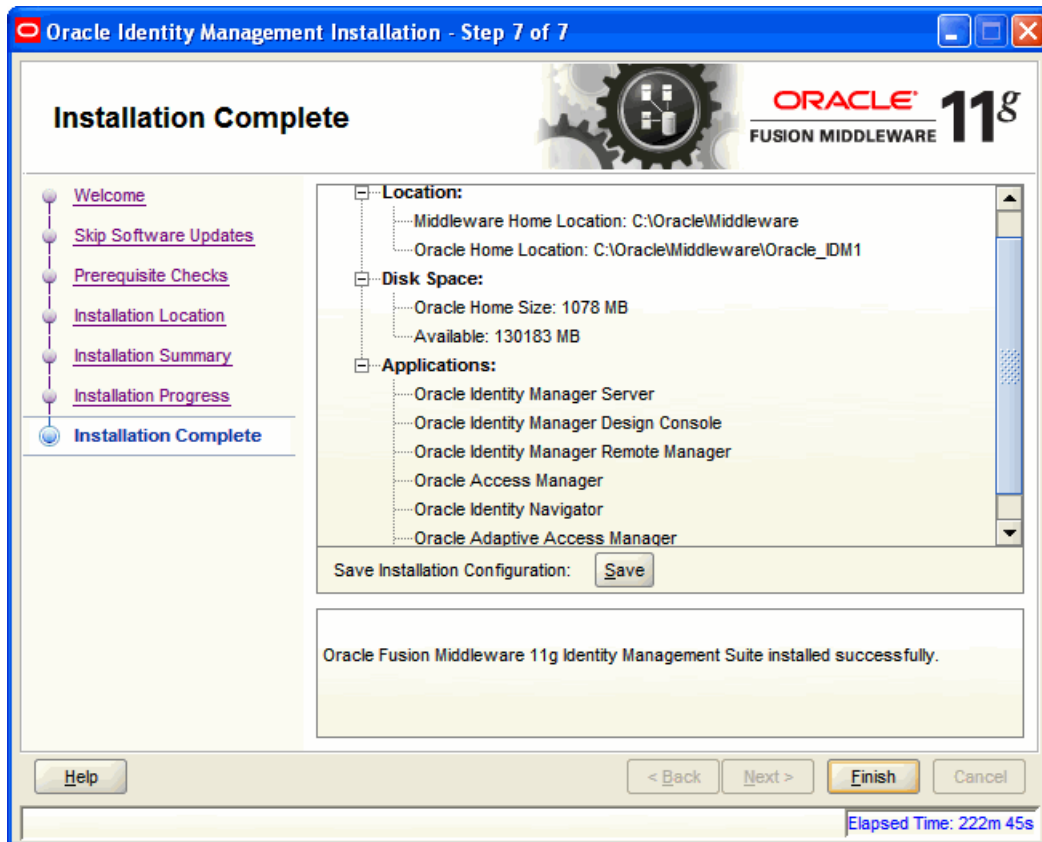 Oracle Identity Management Installation - Step 7 of 7
Installation Complete
ORACLE®
FUSION MIDDLEWARE 11g
Welcome
Skip Software Updates
Prerequisite Checks
Installation Location
Installation Summary
Installation Progress
Installation Complete
Location:
Middleware Home Location: C:\Oracle\Middleware
Oracle Home Location: C:\Oracle\Middleware\Oracle_IDM1
Disk Space:
Oracle Home Size: 1078 MB
Available: 130183 MB
Applications:
Oracle Identity Manager Server
Oracle Identity Manager Design Console
Oracle Identity Manager Remote Manager
Oracle Access Manager
Oracle Identity Navigator
Oracle Adaptive Access Manager
Save Installation Configuration: Save
Oracle Fusion Middleware 11g Identity Management Suite installed successfully.
Help < Back Next > Finish Cancel
Elapsed Time: 222m 45s